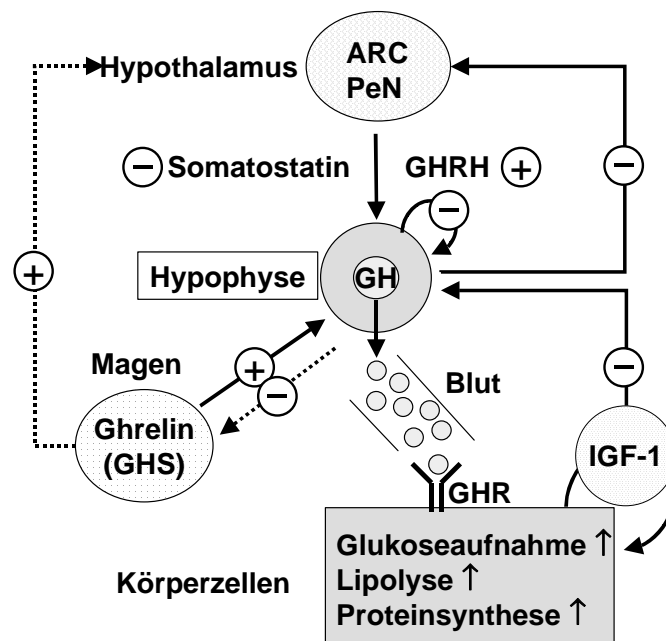 Hypothalamus
ARC
PeN
− Somatostatin
GHRH +
−
−
+
Hypophyse
GH
Magen
+
−
Blut
−
Ghrelin
(GHS)
IGF-1
GHR
Körperzellen
Glukoseaufnahme ↑
Lipolyse ↑
Proteinsynthese ↑